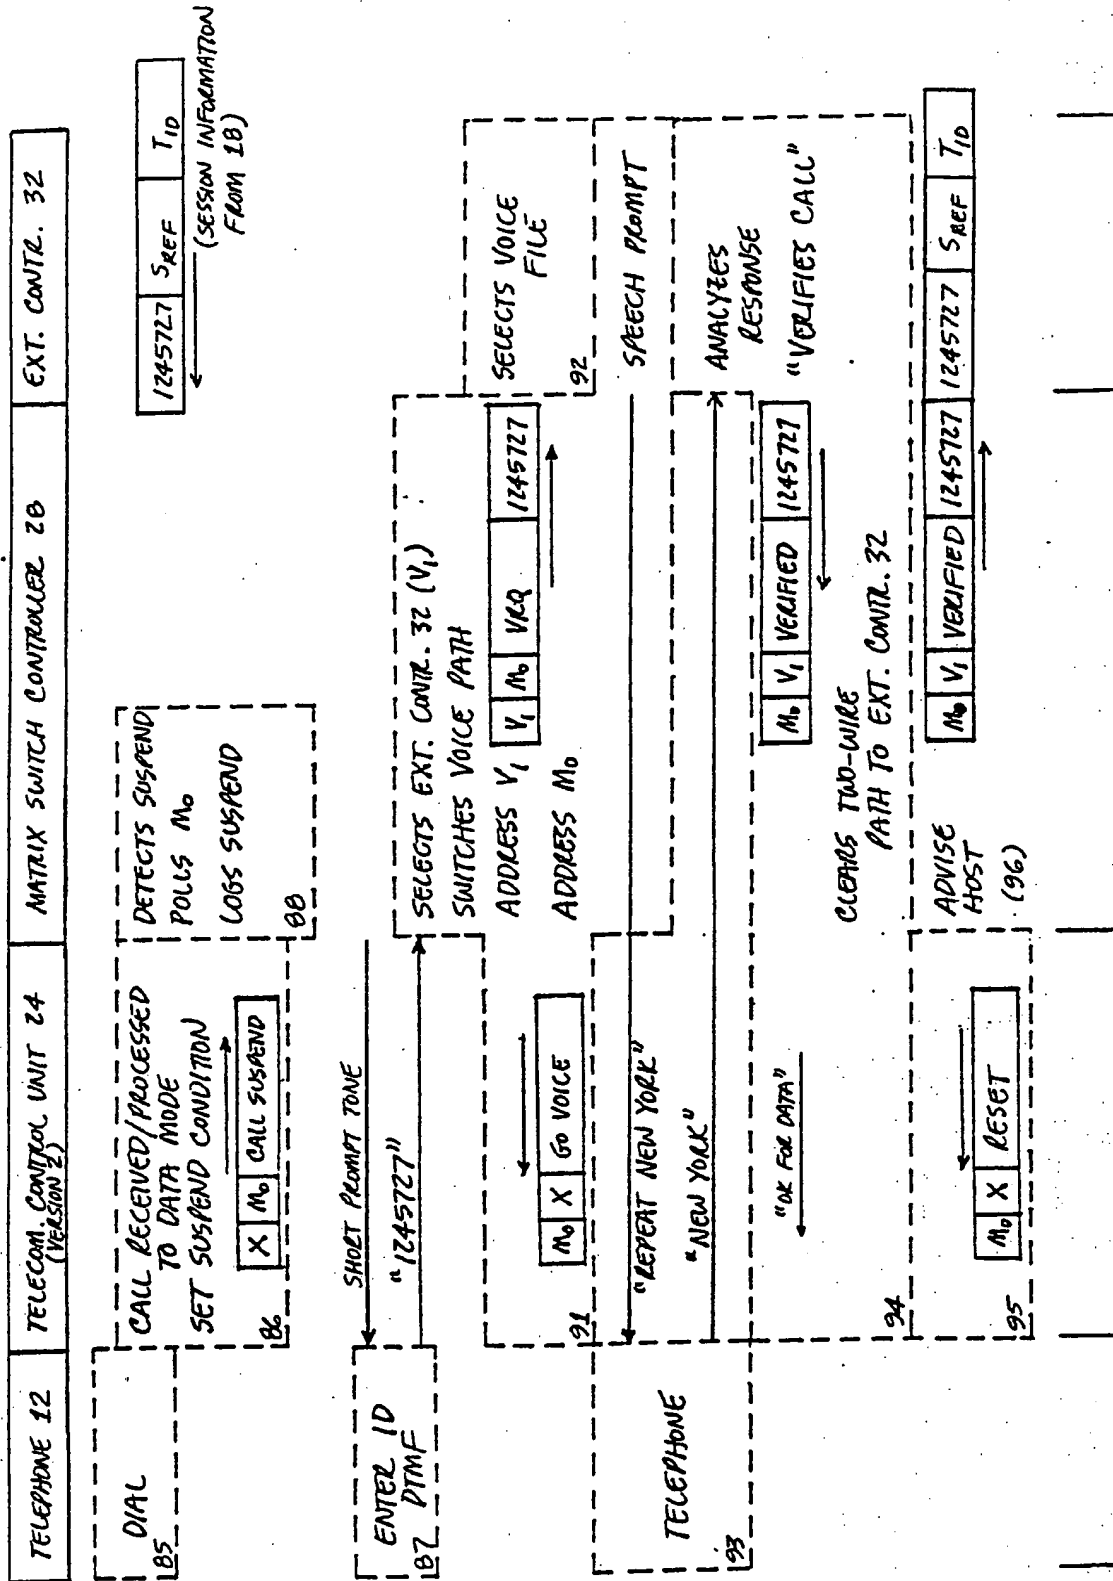 TELEPHONE 12
TELECOM. CONTROL UNIT 24
(VERSION 2)
MATRIX SWITCH CONTROLLER 28
EXT. CONTR. 32
DIAL
85
CALL RECEIVED/PROCESSED
TO DATA MODE
SET SUSPEND CONDITION
X M₀ CALL SUSPEND
86
DETECTS SUSPEND
POLLS M₀
LOGS SUSPEND
88
1245727 SREF TID
(SESSION INFORMATION
FROM 18)
ENTER ID
DTMF
87
SHORT PROMPT TONE
"1245727"
SELECTS EXT. CONTR. 32 (V₁)
SWITCHES VOICE PATH
ADDRESS V₁
V₁ M₀ VRQ 1245727
ADDRESS M₀
SELECTS VOICE
FILE
92
M₀ X GO VOICE
91
SPEECH PROMPT
"REPEAT NEW YORK"
"NEW YORK"
TELEPHONE
93
ANALYZES
RESPONSE
"VERIFIES CALL"
M₀ V₁ VERIFIED 1245727
"OK FOR DATA"
CLEARS TWO-WIRE
PATH TO EXT. CONTR. 32
94
M₀ X RESET
95
ADVISE
HOST
(96)
M₀ V₁ VERIFIED 1245727 1245727 SREF TID